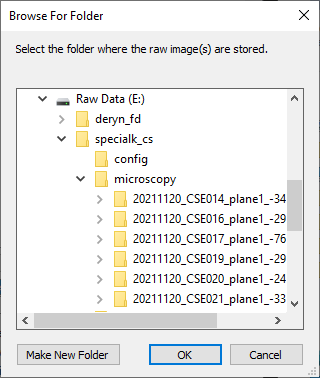 Browse For Folder
Select the folder where the raw image(s) are stored.
Raw Data (E:)
deryn_fd
specialk_cs
config
microscopy
20211120_CSE014_plane1_-34
20211120_CSE016_plane1_-29
20211120_CSE017_plane1_-76
20211120_CSE019_plane1_-29
20211120_CSE020_plane1_-24
20211120_CSE021_plane1_-33
Make New Folder
OK
Cancel